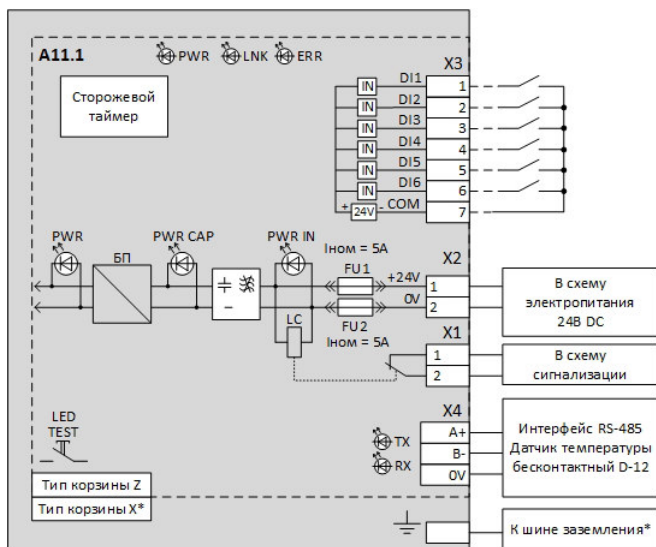 A11.1
PWR LNK ERR
X3
Сторожевой
таймер
IN DI1 1
IN DI2 2
IN DI3 3
IN DI4 4
IN DI5 5
IN DI6 6
+ 24V - COM 7
PWR
БП
PWR CAP
PWR IN
Iном = 5А
FU1
+24V
0V
X2
1
2
В схему
электропитания
24В DC
LC
FU2
Iном = 5А
X1
1
2
В схему
сигнализации
X4
A+
B-
0V
TX
RX
Интерфейс RS-485
Датчик температуры
бесконтактный D-12
LED
TEST
Тип корзины Z
Тип корзины X*
К шине заземления*